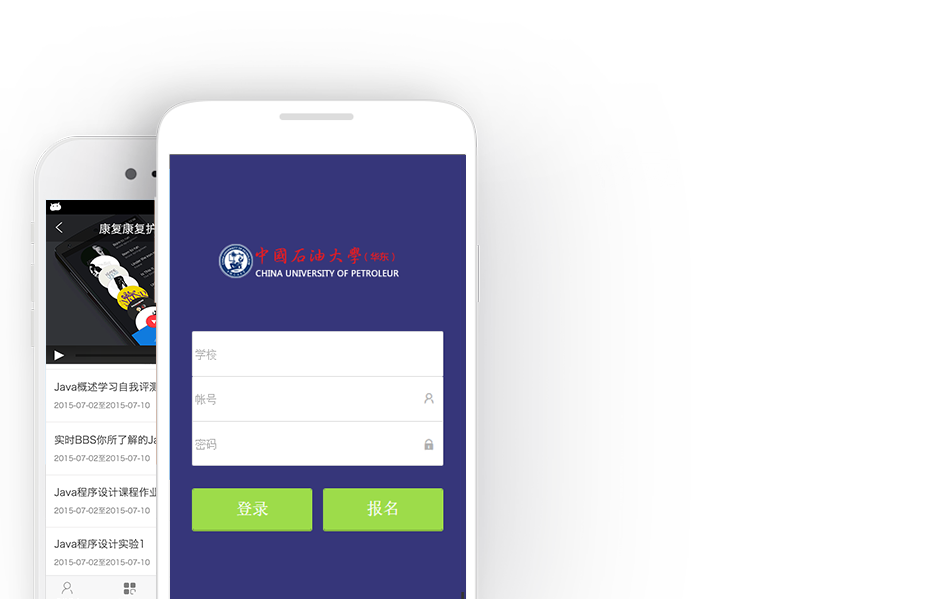 康复康复护
Java概述学习自我评测
2015-07-02至2015-07-10
实时BBS你所了解的Ja
2015-07-02至2015-07-10
Java程序设计课程作业
2015-07-02至2015-07-10
Java程序设计实验1
2015-07-02至2015-07-10
中國石油大學(华东)
CHINA UNIVERSITY OF PETROLEUR
学校
帐号
密码
登录
报名